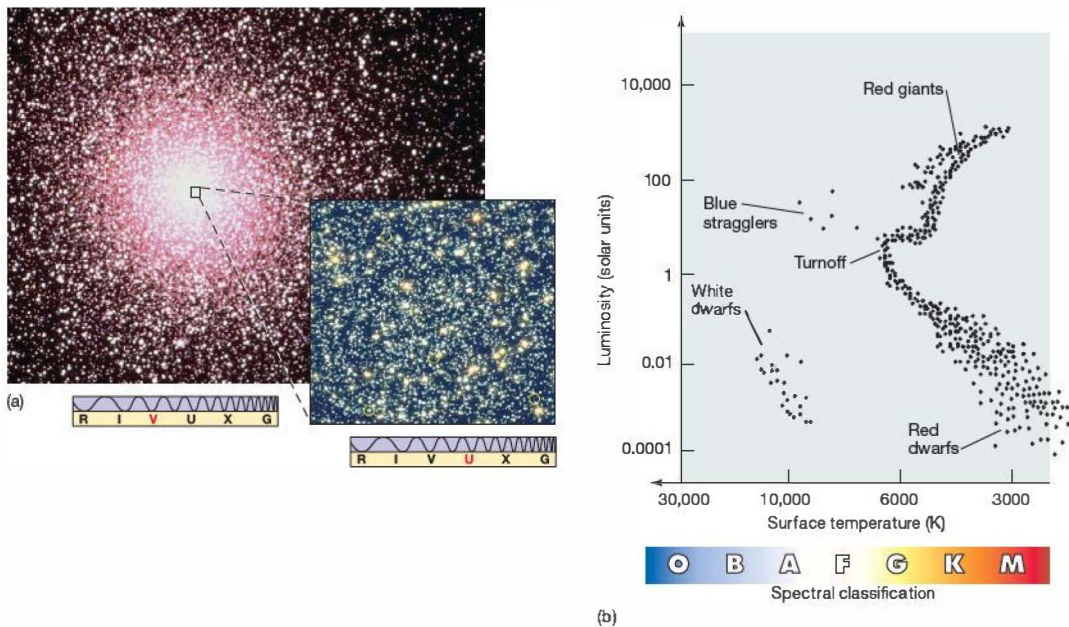 (a)
R I V U X G
R I V U X G
Luminosity (solar units)
10,000
100
1
0.01
0.0001
Red giants
Blue
stragglers
Turnoff
White
dwarfs
Red
dwarfs
30,000 10,000 6000 3000
Surface temperature (K)
O B A F G K M
Spectral classification
(b)